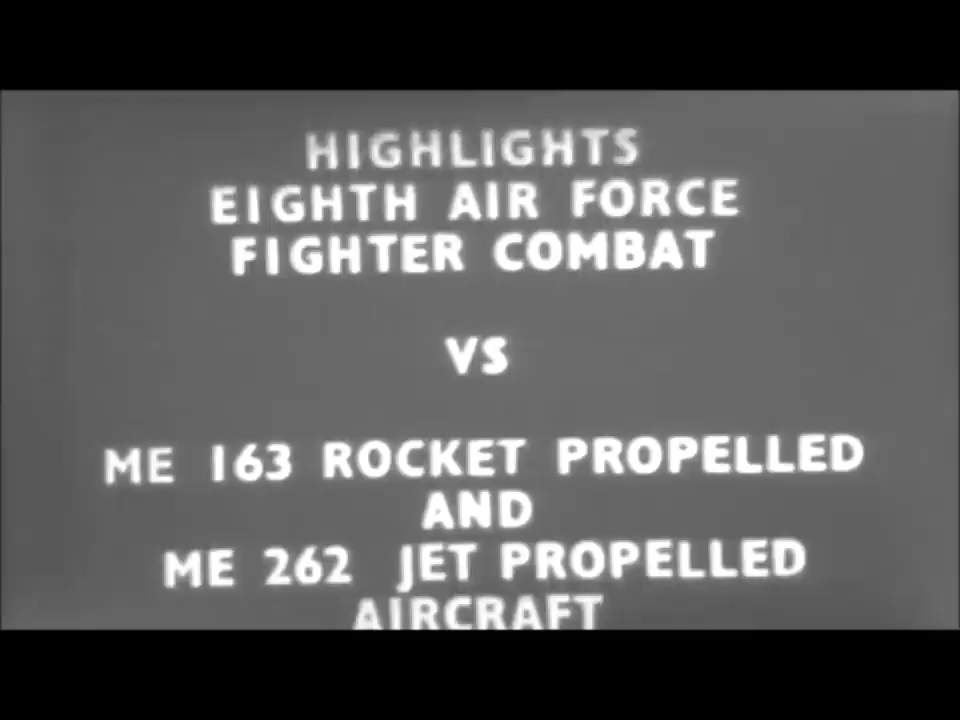 HIGHLIGHTS
EIGHTH AIR FORCE
FIGHTER COMBAT
VS
ME 163 ROCKET PROPELLED
AND
ME 262 JET PROPELLED
AIRCRAFT